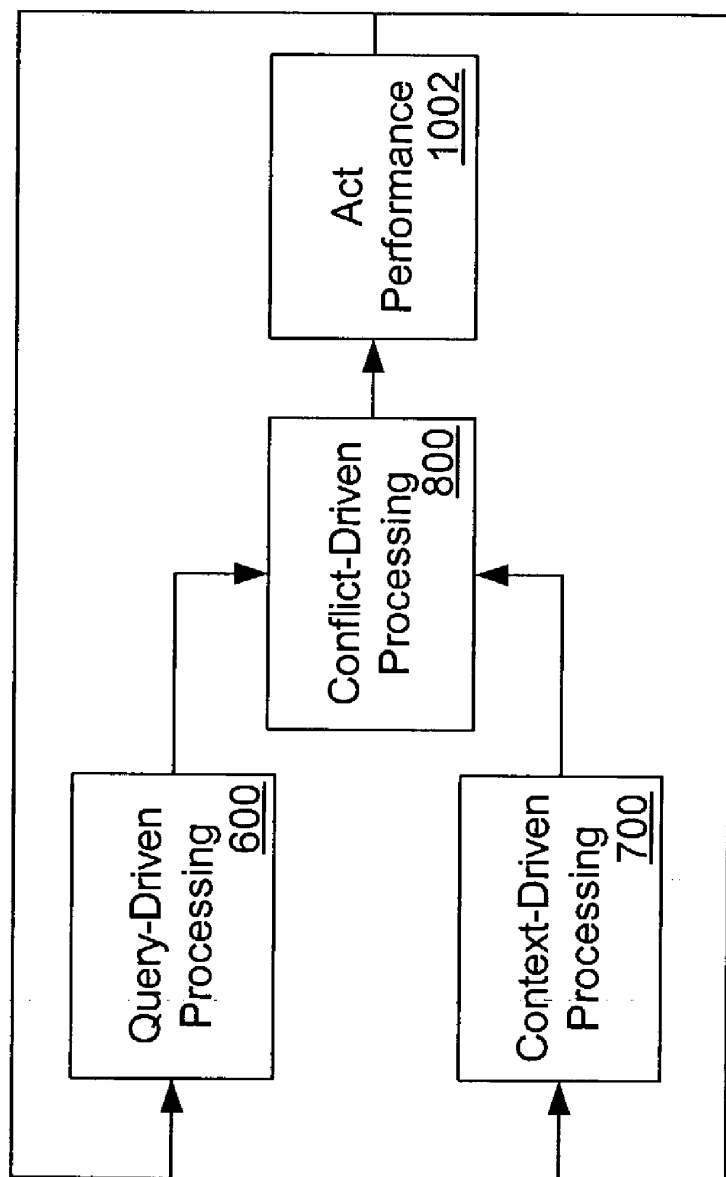 Query-Driven
Processing
600
Context-Driven
Processing
700
Conflict-Driven
Processing
800
Act
Performance
1002